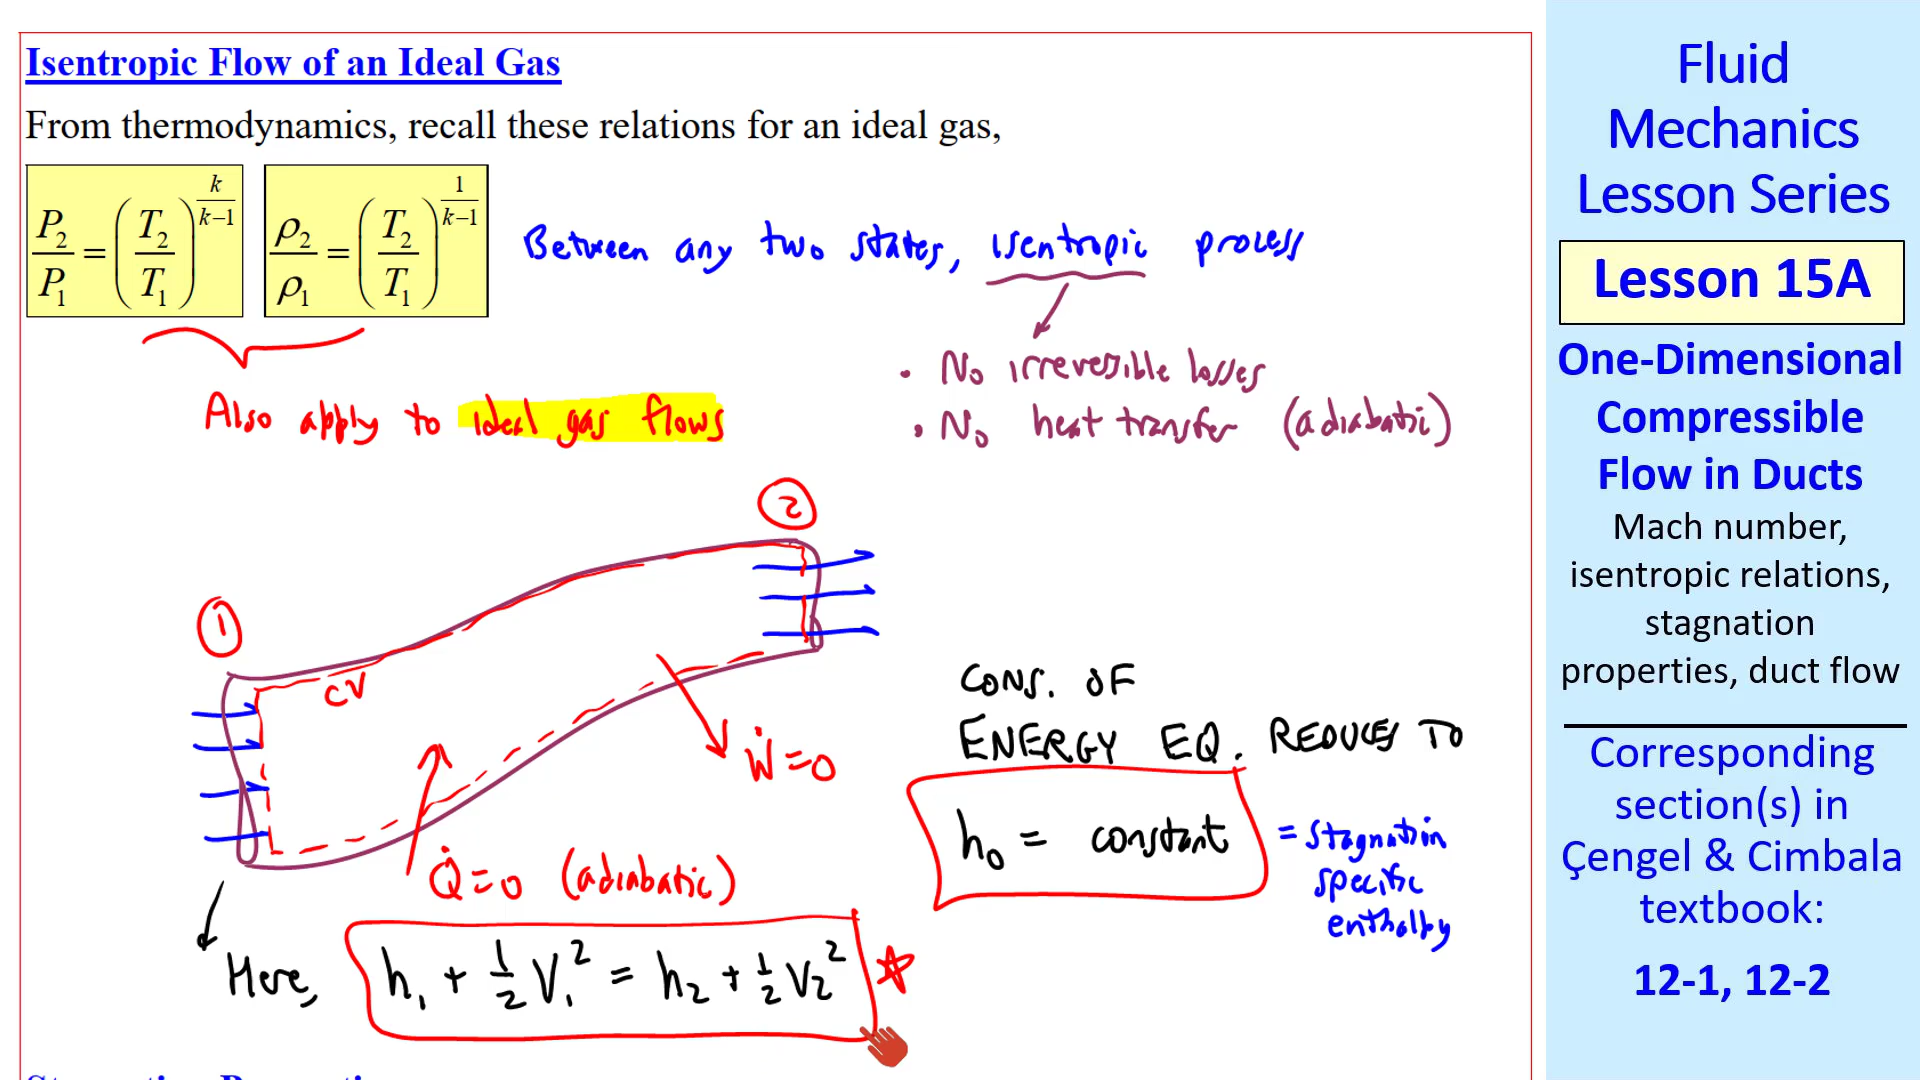 Isentropic Flow of an Ideal Gas
From thermodynamics, recall these relations for an ideal gas,
P₂/P₁ = (T₂/T₁)^(k/(k−1))
ρ₂/ρ₁ = (T₂/T₁)^(1/(k−1))
Between any two states, isentropic process
• No irreversible losses
• No heat transfer (adiabatic)
Also apply to ideal gas flows
2
1
CV
Ẇ=0
Q̇=0 (adiabatic)
CONS. OF
ENERGY EQ. REDUCES TO
h₀ = constant
= stagnation
specific
enthalpy
Here, h₁ + ½ V₁² = h₂ + ½ V₂²
Fluid
Mechanics
Lesson Series
Lesson 15A
One-Dimensional
Compressible
Flow in Ducts
Mach number,
isentropic relations,
stagnation
properties, duct flow
Corresponding
section(s) in
Çengel & Cimbala
textbook:
12-1, 12-2